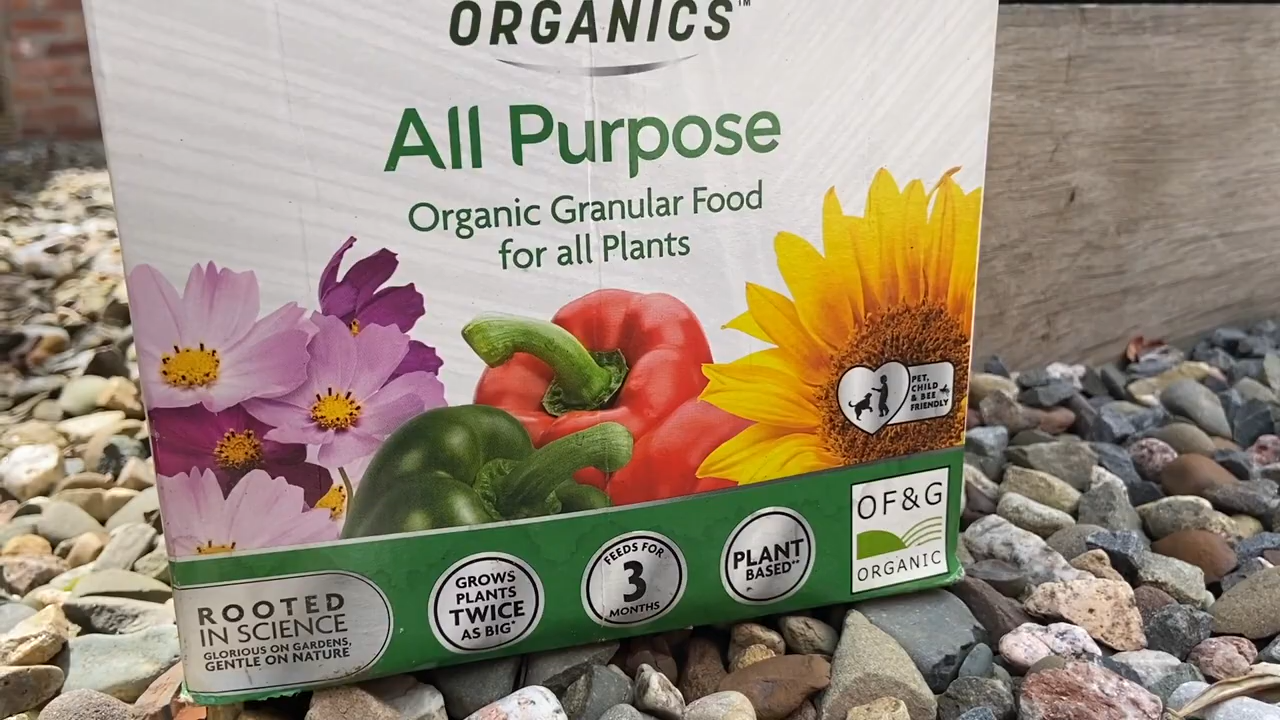 ORGANICS™
All Purpose
Organic Granular Food
for all Plants
PET,
CHILD
& BEE
FRIENDLY
ROOTED
IN SCIENCE
GLORIOUS ON GARDENS,
GENTLE ON NATURE
GROWS
PLANTS
TWICE
AS BIG*
FEEDS FOR
3
MONTHS
PLANT
BASED**
OF&G
ORGANIC